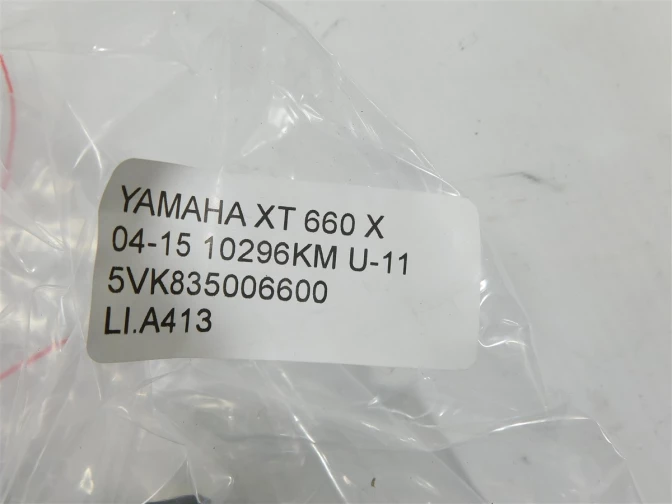 YAMAHA XT 660 X
04-15 10296KM U-11
5VK835006600
LI.A413